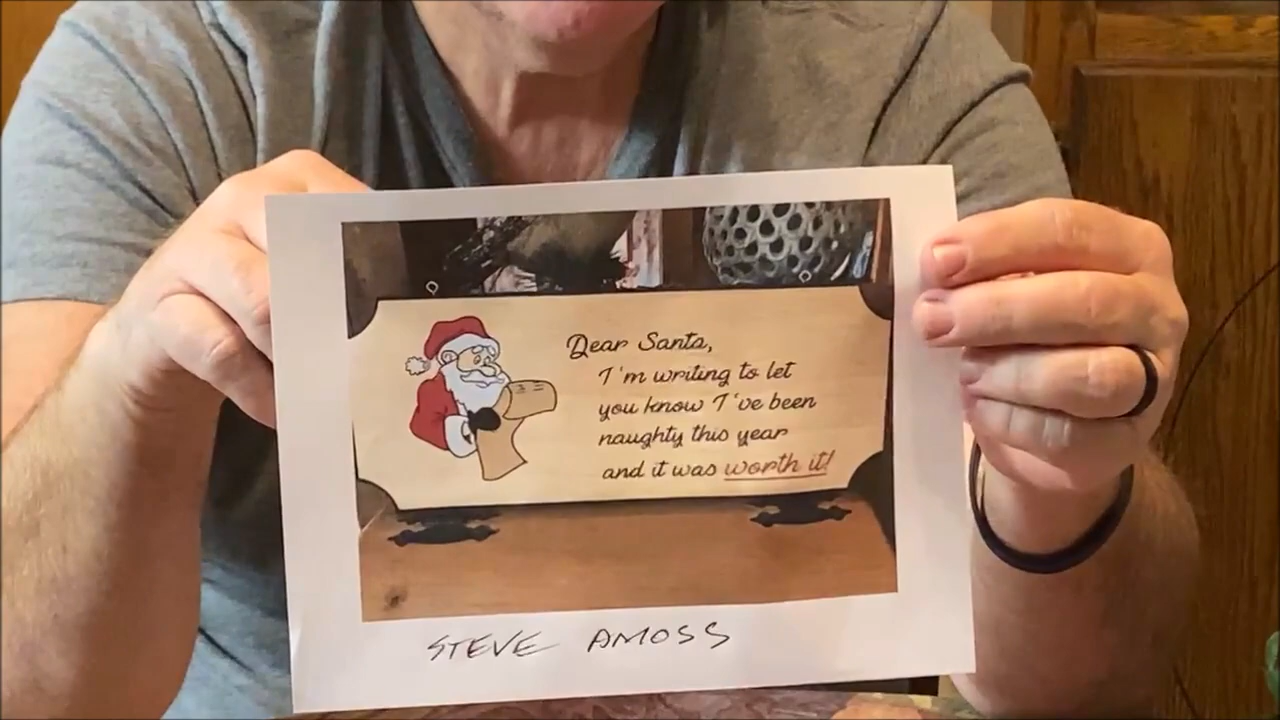 Dear Santa,
I'm writing to let
you know I've been
naughty this year
and it was worth it!
STEVE AMOSS